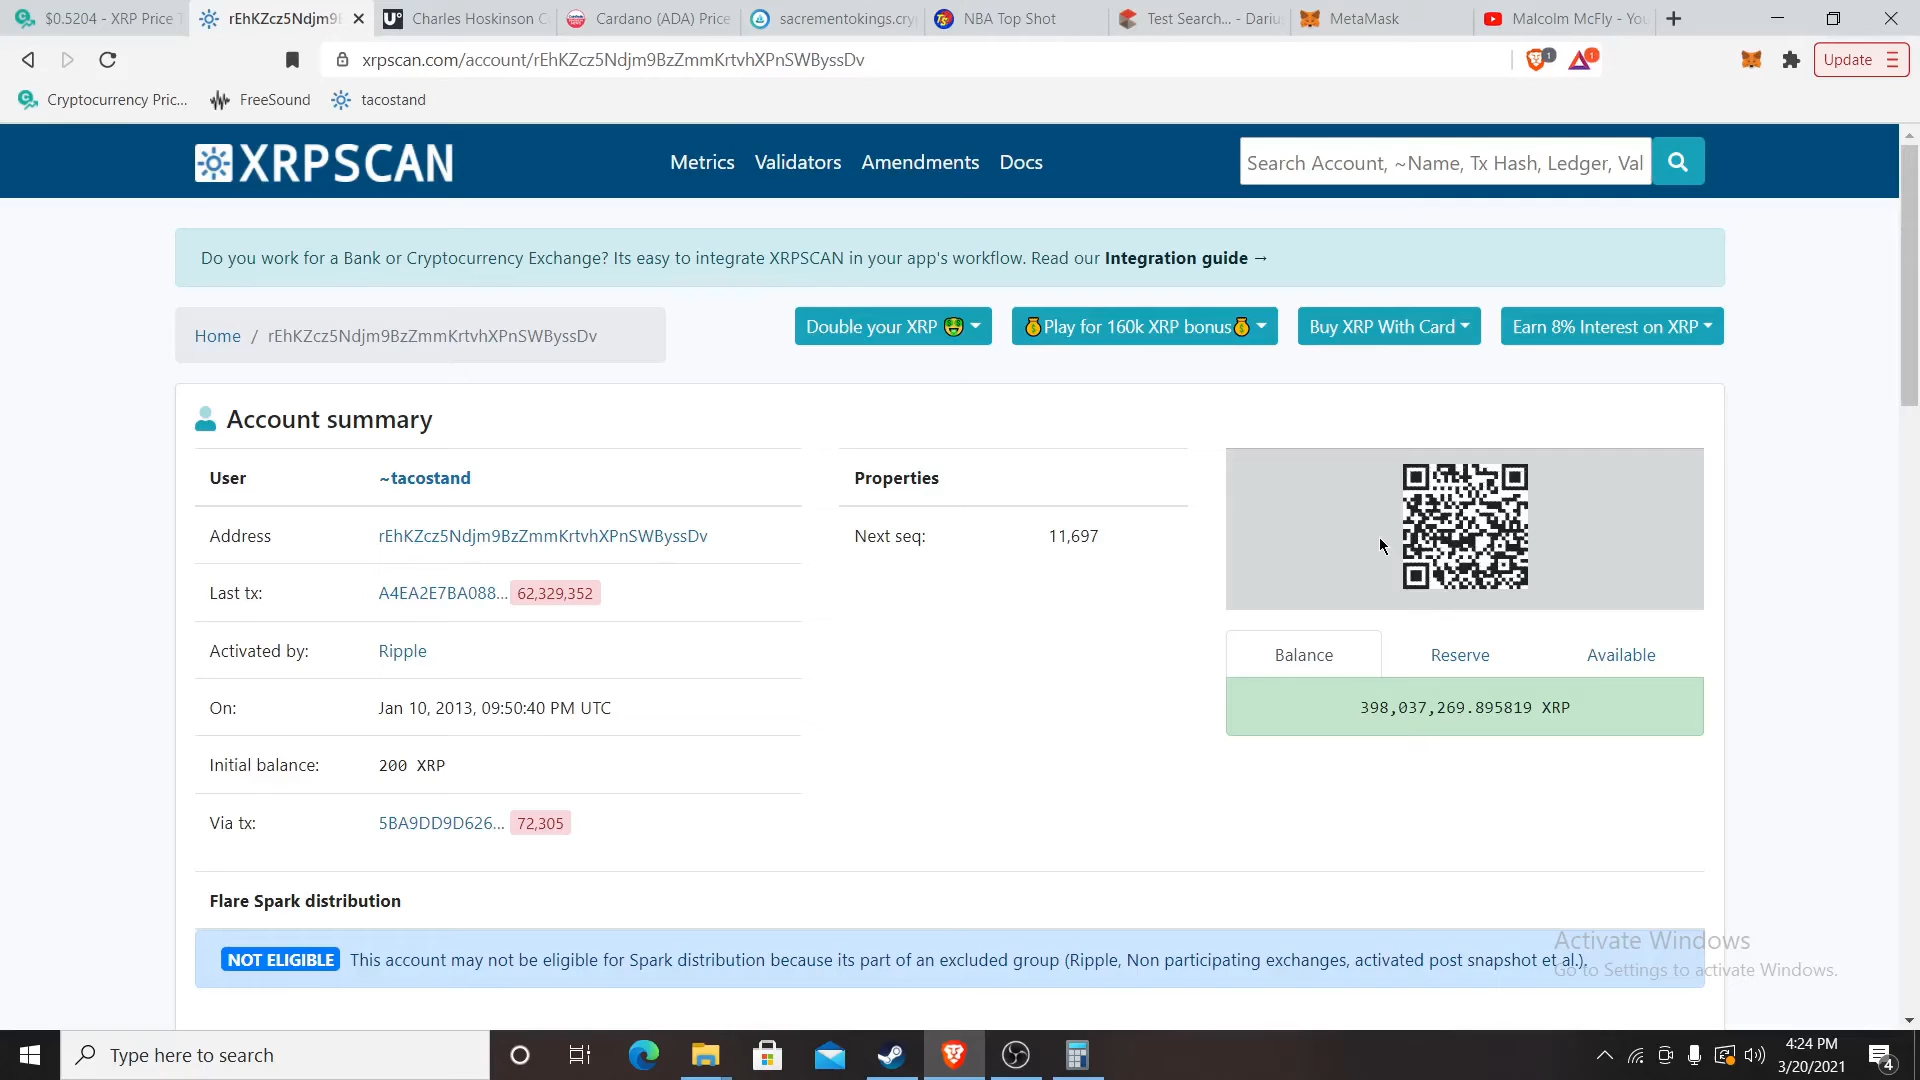 $0.5204 - XRP Price
rEhKZcz5Ndjm9B
Charles Hoskinson C
Cardano (ADA) Price
sacrementokings.cry
NBA Top Shot
Test Search... - Dariu
MetaMask
Malcolm McFly - You
xrpscan.com/account/rEhKZcz5Ndjm9BzZmmKrtvhXPnSWByssDv
1
1
Update
Cryptocurrency Pric...
FreeSound
tacostand
XRPSCAN
Metrics
Validators
Amendments
Docs
Search Account, ~Name, Tx Hash, Ledger, Val
Do you work for a Bank or Cryptocurrency Exchange? Its easy to integrate XRPSCAN in your app's workflow. Read our Integration guide →
Home / rEhKZcz5Ndjm9BzZmmKrtvhXPnSWByssDv
Double your XRP
Play for 160k XRP bonus
Buy XRP With Card
Earn 8% Interest on XRP
Account summary
User ~tacostand
Address rEhKZcz5Ndjm9BzZmmKrtvhXPnSWByssDv
Last tx: A4EA2E7BA088... 62,329,352
Activated by: Ripple
On: Jan 10, 2013, 09:50:40 PM UTC
Initial balance: 200 XRP
Via tx: 5BA9DD9D626... 72,305
Properties
Next seq: 11,697
Balance
Reserve
Available
398,037,269.895819 XRP
Flare Spark distribution
NOT ELIGIBLE This account may not be eligible for Spark distribution because its part of an excluded group (Ripple, Non participating exchanges, activated post snapshot et al.).
Activate Windows
Go to Settings to activate Windows.
Type here to search
4:24 PM
3/20/2021
4